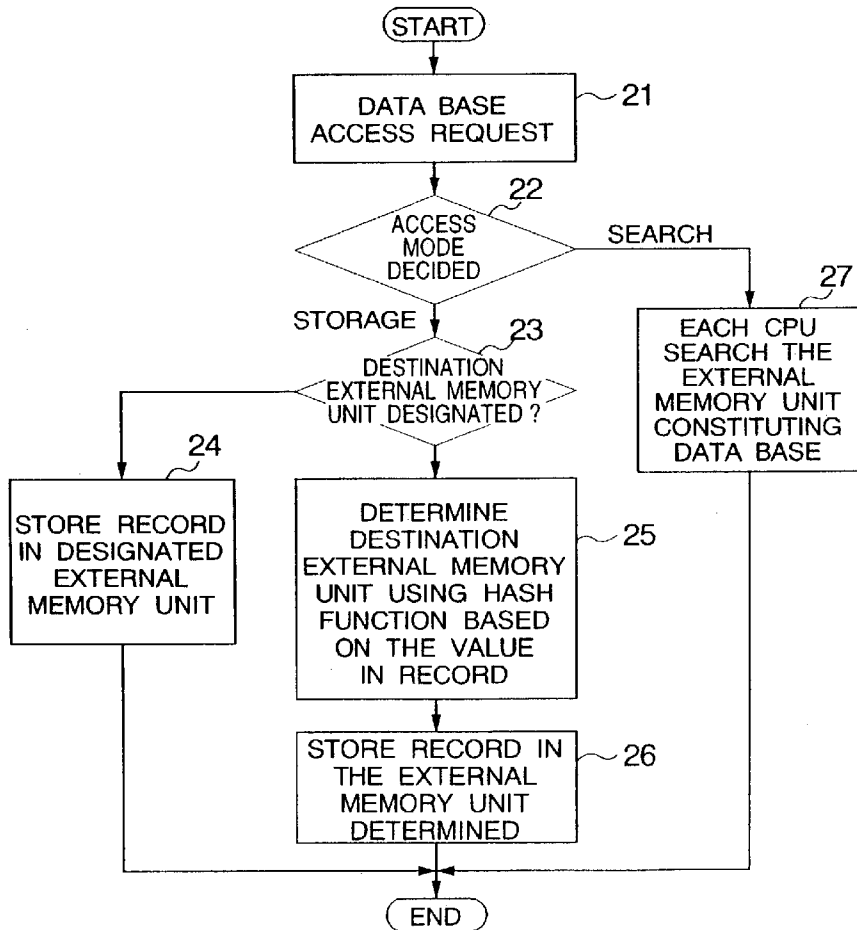 START
DATA BASE
ACCESS REQUEST
21
22
ACCESS
MODE
DECIDED
SEARCH
STORAGE
23
DESTINATION
EXTERNAL MEMORY
UNIT DESIGNATED ?
27
EACH CPU
SEARCH THE
EXTERNAL
MEMORY UNIT
CONSTITUTING
DATA BASE
24
STORE RECORD
IN DESIGNATED
EXTERNAL
MEMORY UNIT
DETERMINE
DESTINATION
EXTERNAL MEMORY
UNIT USING HASH
FUNCTION BASED
ON THE VALUE
IN RECORD
25
STORE RECORD IN
THE EXTERNAL
MEMORY UNIT
DETERMINED
26
END